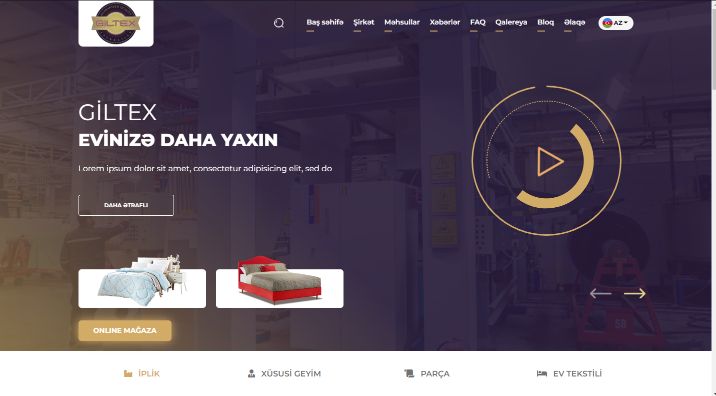 GILTEX
Baş səhifə Şirkət Məhsullar Xəbərlər FAQ Qalereya Bloq Əlaqə AZ
GİLTEX
EVİNİZƏ DAHA YAXIN
Lorem ipsum dolor sit amet, consectetur adipisicing elit, sed do
DAHA ƏTRAFLI
ONLINE MAĞAZA
SB
İPLİK XÜSUSİ GEYİM PARÇA EV TEKSTİLİ